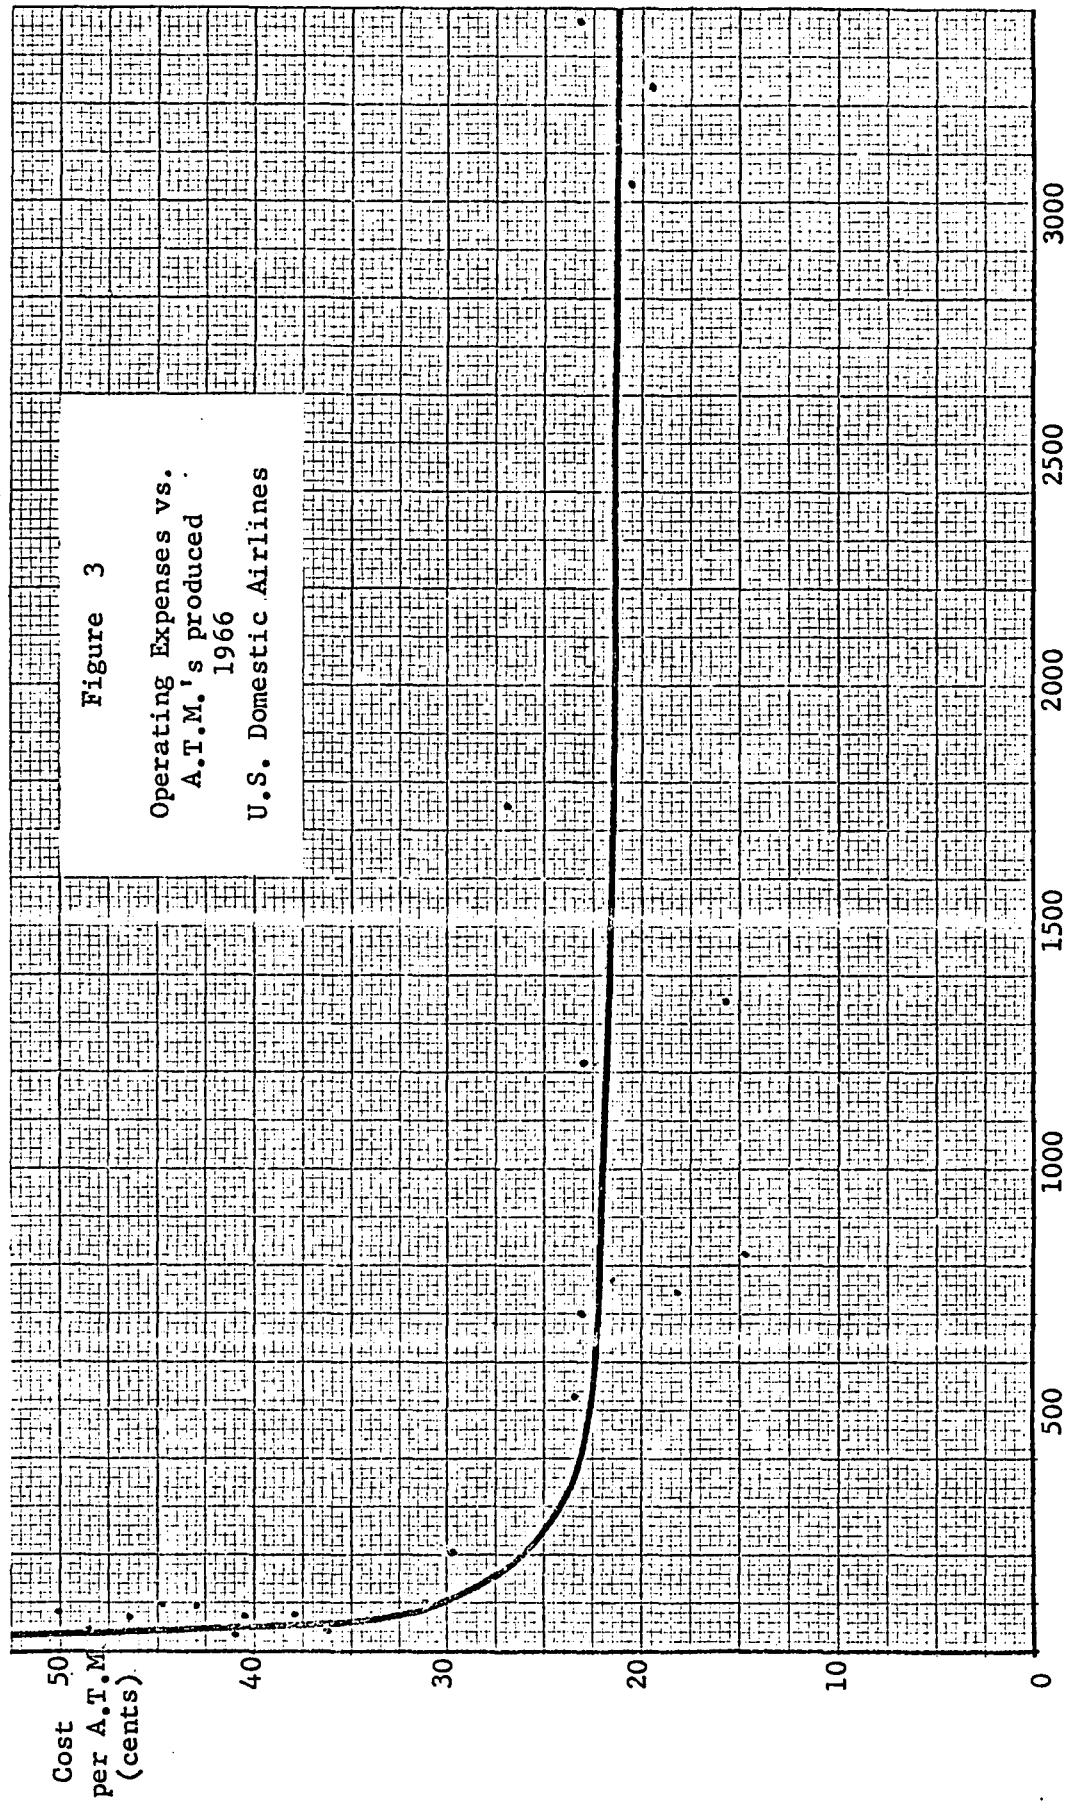 Figure 3
Operating Expenses vs.
A.T.M.'s produced
1966
U.S. Domestic Airlines
Cost
per A.T.M.
(cents)
50
40
30
20
10
0
500
1000
1500
2000
2500
3000